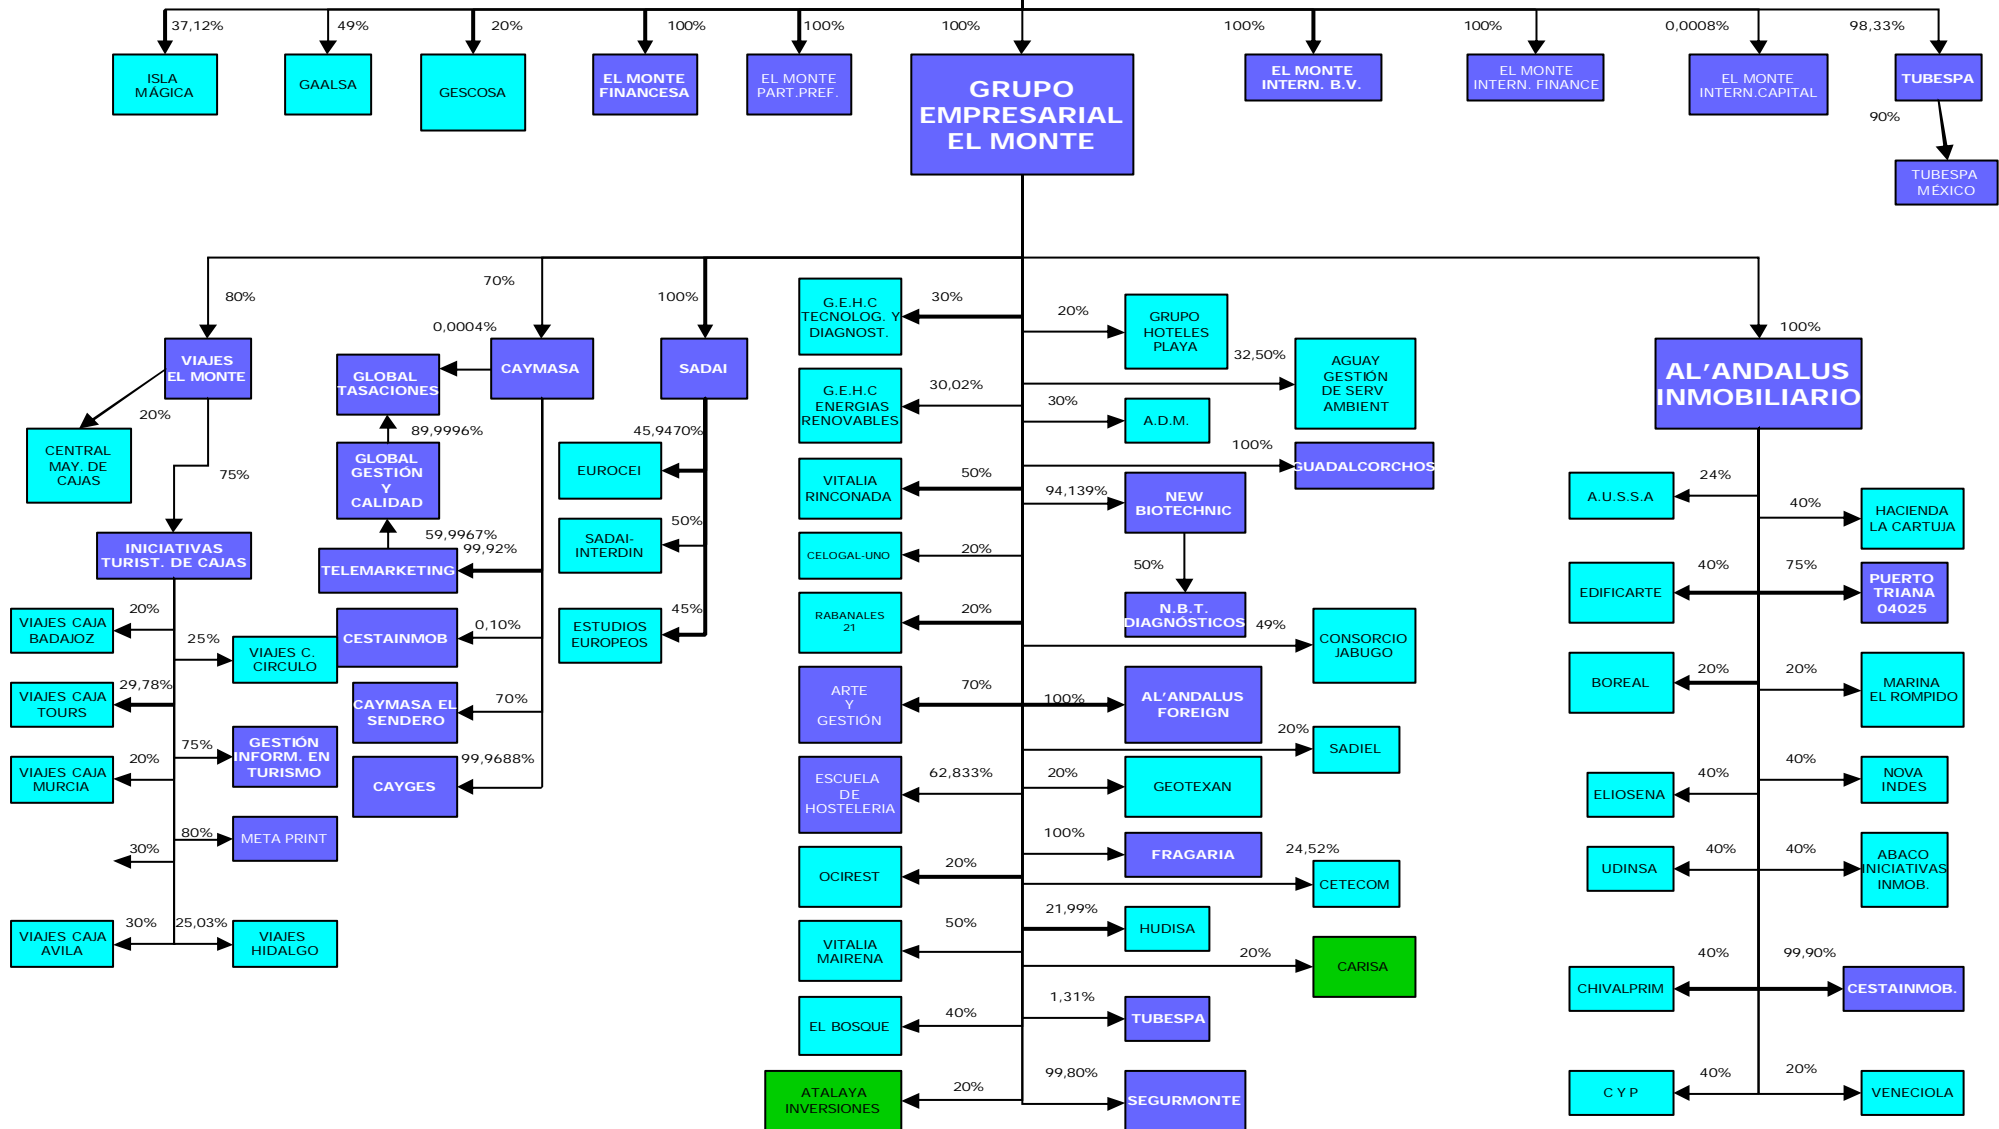 37,12%
49%
20%
100%
100%
100%
100%
100%
0,0008%
98,33%
ISLA
MÁGICA
GAALSA
GESCOSA
EL MONTE
FINANCESA
EL MONTE
PART.PREF.
GRUPO
EMPRESARIAL
EL MONTE
EL MONTE
INTERN. B.V.
EL MONTE
INTERN. FINANCE
EL MONTE
INTERN.CAPITAL
TUBESPA
90%
TUBESPA
MÉXICO
80%
70%
100%
100%
VIAJES
EL MONTE
0,0004%
GLOBAL
TASACIONES
CAYMASA
SADAI
20%
CENTRAL
MAY. DE
CAJAS
75%
89,9996%
GLOBAL
GESTIÓN
Y
CALIDAD
59,9967%
99,92%
TELEMARKETING
INICIATIVAS
TURIST. DE CAJAS
45,9470%
EUROCEI
50%
SADAI-
INTERDIN
45%
ESTUDIOS
EUROPEOS
20%
VIAJES CAJA
BADAJOZ
25%
VIAJES C.
CIRCULO
0,10%
CESTAINMOB
29,78%
VIAJES CAJA
TOURS
70%
CAYMASA EL
SENDERO
75%
GESTIÓN
INFORM. EN
TURISMO
20%
VIAJES CAJA
MURCIA
99,9688%
CAYGES
80%
META PRINT
30%
30%
VIAJES CAJA
AVILA
25,03%
VIAJES
HIDALGO
30%
G.E.H.C
TECNOLOG. Y
DIAGNOST.
20%
GRUPO
HOTELES
PLAYA
32,50%
AGUAY
GESTIÓN
DE SERV
AMBIENT
30,02%
G.E.H.C
ENERGIAS
RENOVABLES
30%
A.D.M.
100%
GUADALCORCHOS
50%
VITALIA
RINCONADA
94,139%
NEW
BIOTECHNIC
20%
CELOGAL-UNO
50%
N.B.T.
DIAGNÓSTICOS
20%
RABANALES
21
49%
CONSORCIO
JABUGO
70%
ARTE
Y
GESTIÓN
100%
AL'ANDALUS
FOREIGN
20%
SADIEL
62,833%
ESCUELA
DE
HOSTELERIA
20%
GEOTEXAN
100%
FRAGARIA
24,52%
CETECOM
20%
OCIREST
21,99%
HUDISA
50%
VITALIA
MAIRENA
20%
CARISA
40%
EL BOSQUE
1,31%
TUBESPA
20%
ATALAYA
INVERSIONES
99,80%
SEGURMONTE
AL'ANDALUS
INMOBILIARIO
24%
A.U.S.S.A
40%
HACIENDA
LA CARTUJA
40%
EDIFICARTE
75%
PUERTO
TRIANA
04025
20%
BOREAL
20%
MARINA
EL ROMPIDO
40%
ELIOSENA
40%
NOVA
INDES
40%
UDINSA
40%
ABACO
INICIATIVAS
INMOB.
40%
CHIVALPRIM
99,90%
CESTAINMOB.
40%
C Y P
20%
VENECIOLA